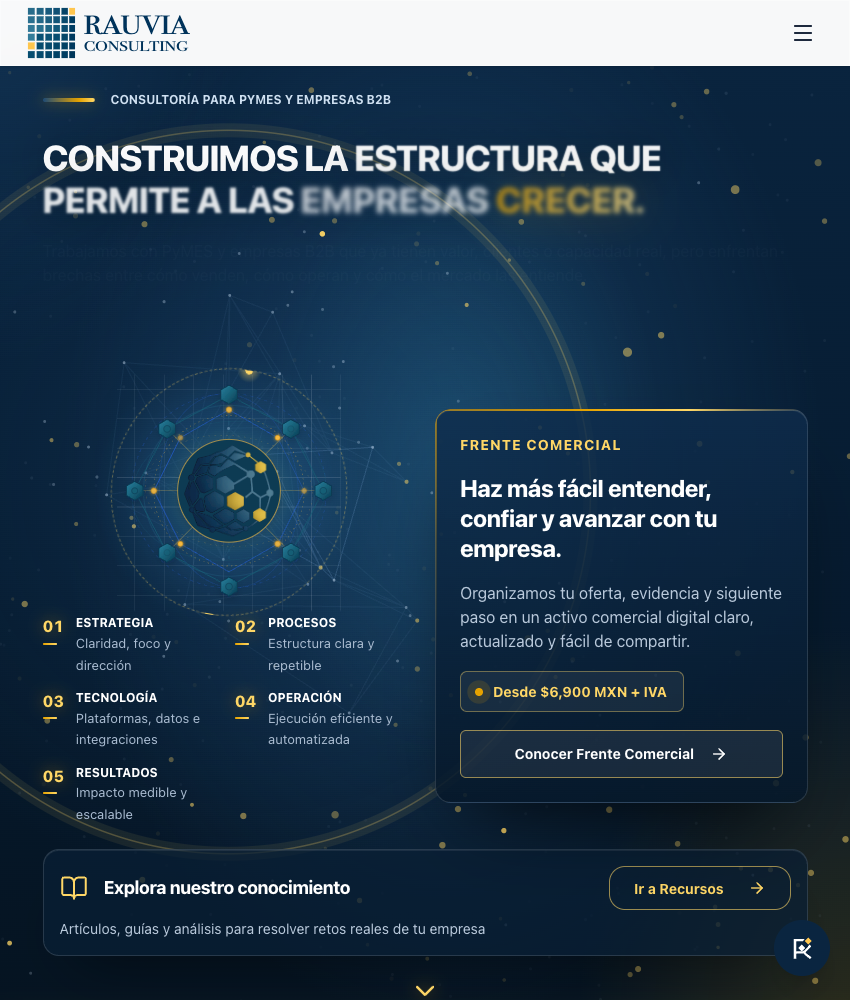 RAUVIA
CONSULTING
CONSULTORÍA PARA PYMES Y EMPRESAS B2B
CONSTRUIMOS LA ESTRUCTURA QUE
PERMITE A LAS EMPRESAS CRECER.
FRENTE COMERCIAL
Haz más fácil entender,
confiar y avanzar con tu
empresa.
Organizamos tu oferta, evidencia y siguiente
paso en un activo comercial digital claro,
actualizado y fácil de compartir.
Desde $6,900 MXN + IVA
Conocer Frente Comercial
01 ESTRATEGIA
Claridad, foco y
dirección
02 PROCESOS
Estructura clara y
repetible
03 TECNOLOGÍA
Plataformas, datos e
integraciones
04 OPERACIÓN
Ejecución eficiente y
automatizada
05 RESULTADOS
Impacto medible y
escalable
Explora nuestro conocimiento
Ir a Recursos
Artículos, guías y análisis para resolver retos reales de tu empresa